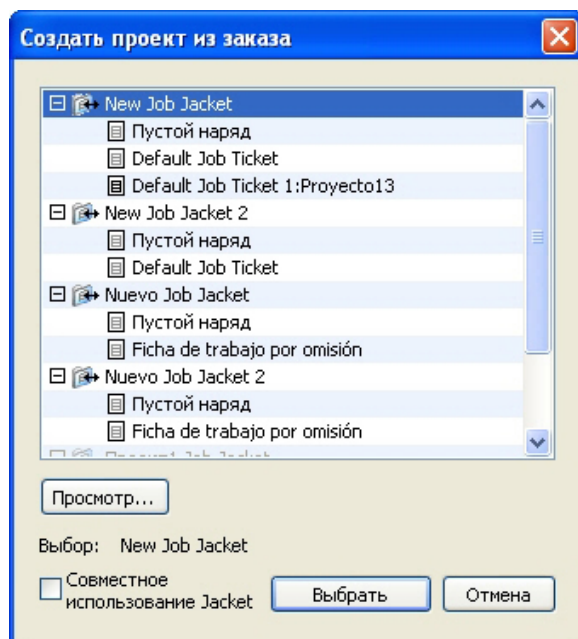 Создать проект из заказа
New Job Jacket
Пустой наряд
Default Job Ticket
Default Job Ticket 1:Proyecto13
New Job Jacket 2
Пустой наряд
Default Job Ticket
Nuevo Job Jacket
Пустой наряд
Ficha de trabajo por omisión
Nuevo Job Jacket 2
Пустой наряд
Ficha de trabajo por omisión
Просмотр...
Выбор: New Job Jacket
Совместное
использование Jacket
Выбрать
Отмена